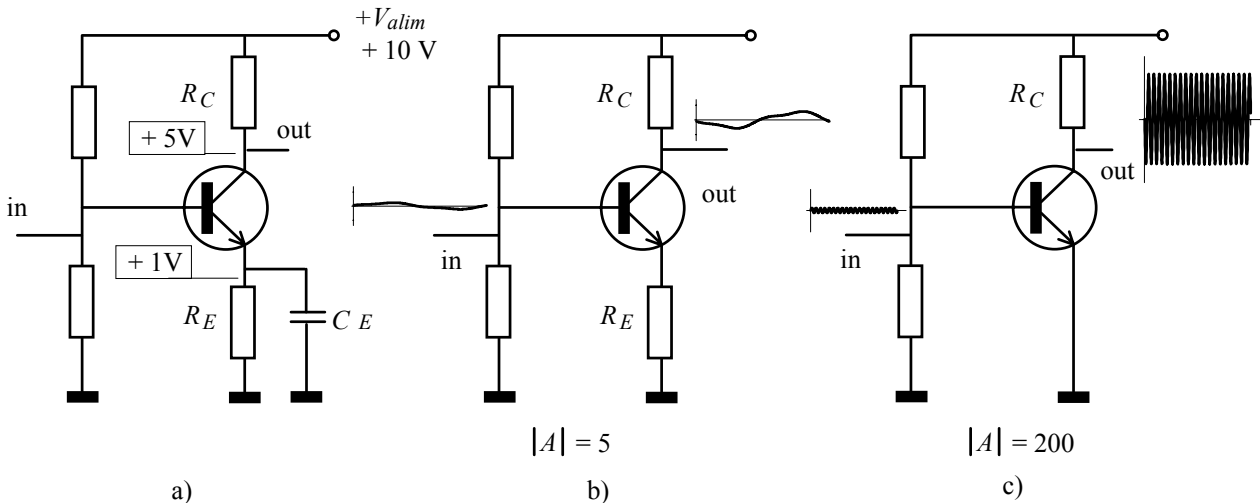 +Valim
+ 10 V
RC
+ 5V
out
in
+ 1V
RE
C E
a)
RC
out
in
RE
|A| = 5
b)
RC
out
in
|A| = 200
c)